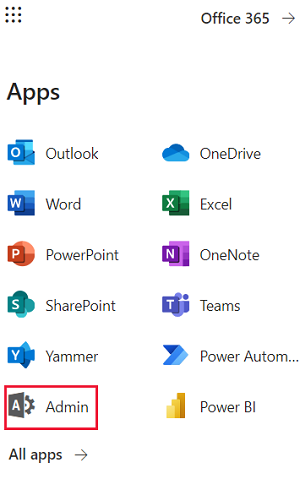 Office 365 →
Apps
Outlook OneDrive
Word Excel
PowerPoint OneNote
SharePoint Teams
Yammer Power Autom...
Admin Power BI
All apps →